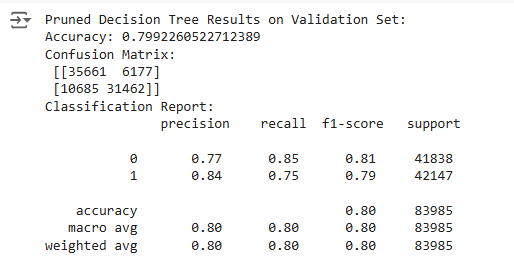 Pruned Decision Tree Results on Validation Set:
Accuracy: 0.7992260522712389
Confusion Matrix:
[[35661  6177]
[10685 31462]]
Classification Report:
precision    recall  f1-score   support
0       0.77      0.85      0.81     41838
1       0.84      0.75      0.79     42147
accuracy                           0.80     83985
macro avg       0.80      0.80      0.80     83985
weighted avg       0.80      0.80      0.80     83985